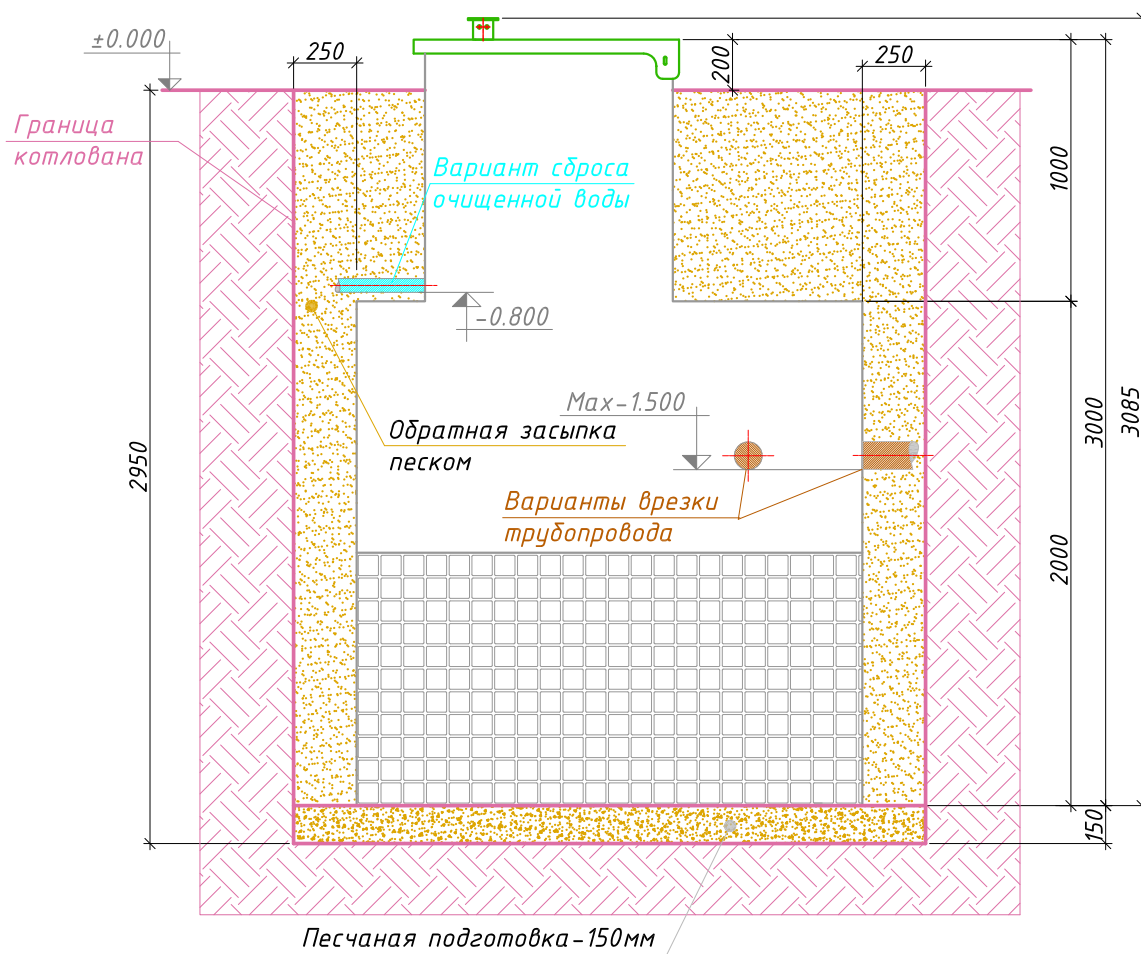 ±0.000
250
200
250
Граница
котлована
Вариант сброса
очищенной воды
1000
-0.800
Max-1.500
3000
3085
Обратная засыпка
песком
2950
Варианты врезки
трубопровода
2000
150
Песчаная подготовка-150мм